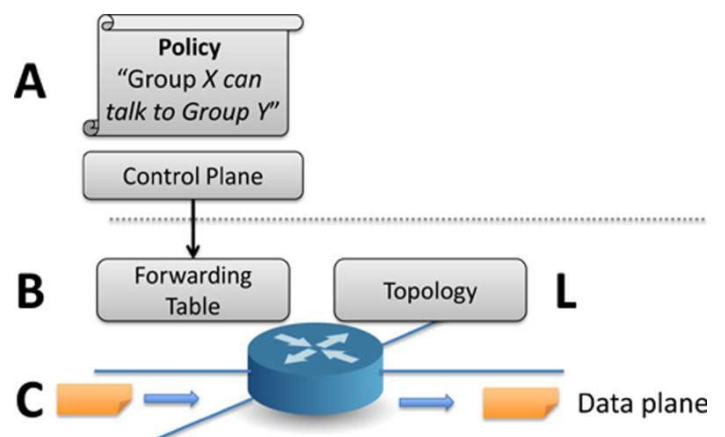 A
Policy
“Group X can
talk to Group Y”
Control Plane
B
Forwarding
Table
Topology
L
C
Data plane